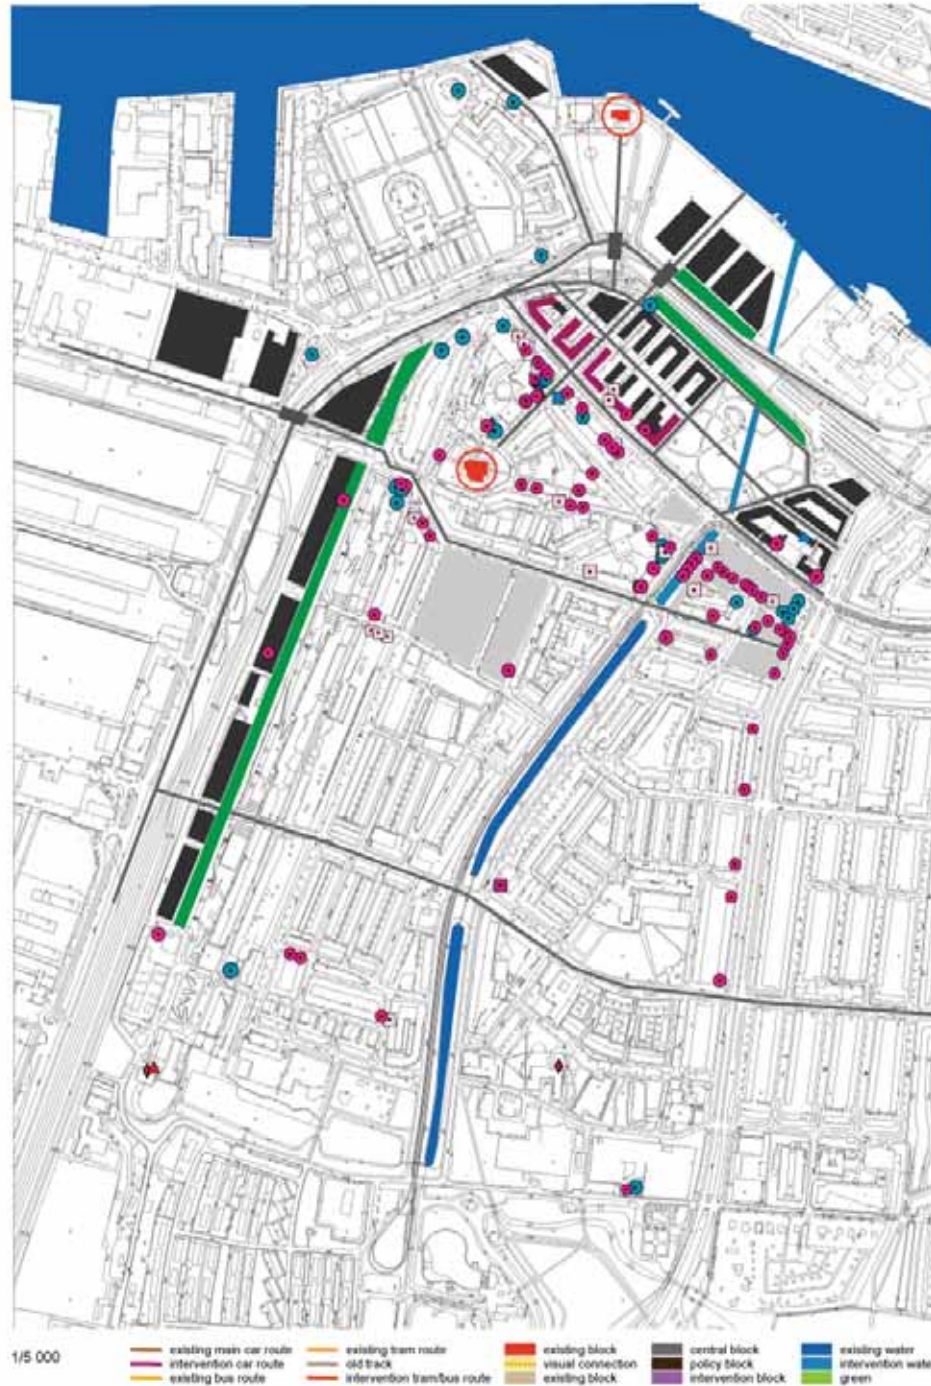 existing main car route existing tram route existing block central block existing water
1/5 000 intervention car route old track visual connection policy block intervention water
existing bus route intervention tram/bus route existing block intervention block green